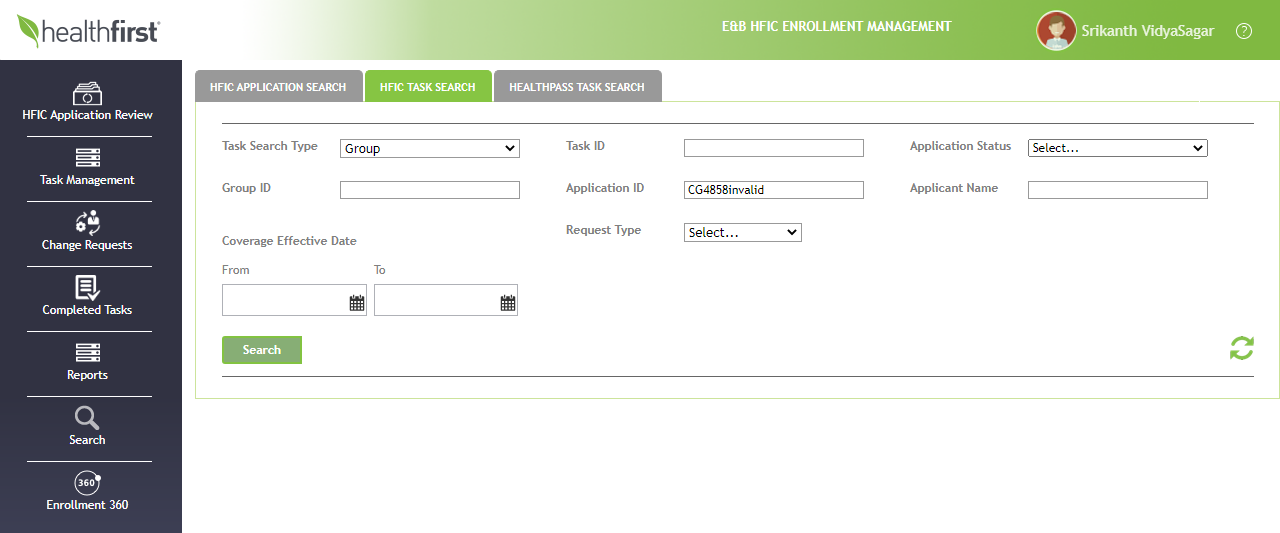 healthfirst
E&B HFIC ENROLLMENT MANAGEMENT
Srikanth VidyaSagar
?
HFIC Application Review
Task Management
Change Requests
Completed Tasks
Reports
Search
360
Enrollment 360
HFIC APPLICATION SEARCH HFIC TASK SEARCH HEALTHPASS TASK SEARCH
Task Search Type Group Task ID Application Status Select...
Group ID Application ID CG4858invalid Applicant Name
Request Type Select...
Coverage Effective Date
From To
Search